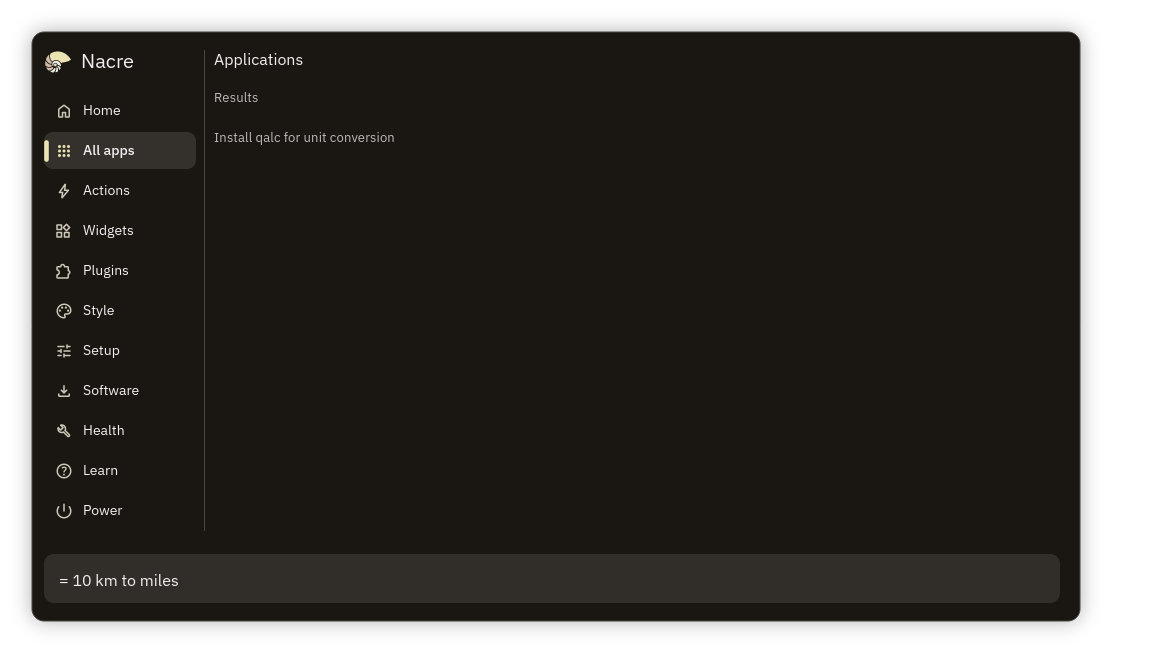 Nacre
Home
All apps
Actions
Widgets
Plugins
Style
Setup
Software
Health
Learn
Power
Applications
Results
Install qalc for unit conversion
= 10 km to miles